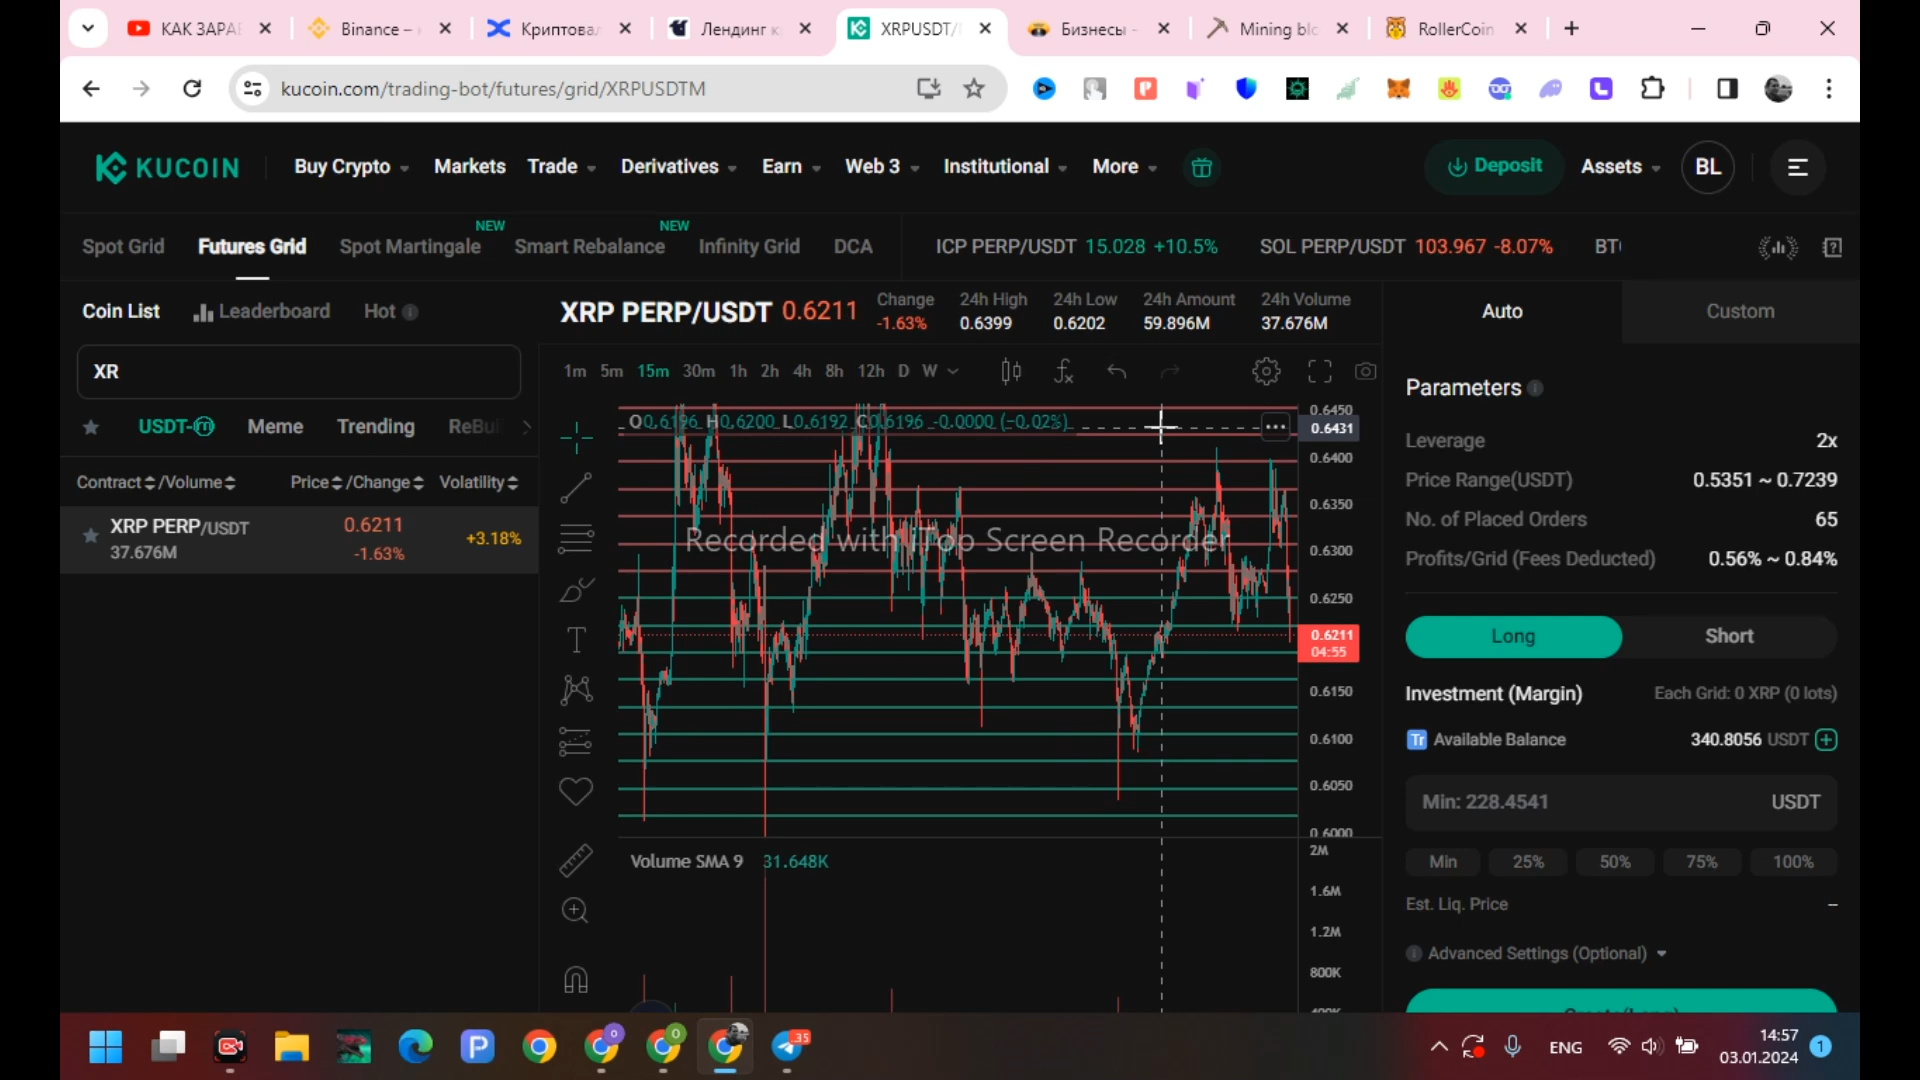 КАК ЗАРАБ
Binance –
Криптовал
Лендинг к
XRPUSDT/
Бизнесы -
Mining blo
RollerCoin
kucoin.com/trading-bot/futures/grid/XRPUSDTM
KUCOIN
Buy Crypto
Markets
Trade
Derivatives
Earn
Web 3
Institutional
More
Deposit
Assets
BL
Spot Grid
Futures Grid
Spot Martingale
NEW
Smart Rebalance
NEW
Infinity Grid
DCA
ICP PERP/USDT 15.028 +10.5%
SOL PERP/USDT 103.967 -8.07%
BT
Coin List
Leaderboard
Hot
XR
USDT-M
Meme
Trending
ReBu
Contract /Volume
Price /Change
Volatility
XRP PERP/USDT
37.676M
0.6211
-1.63%
+3.18%
XRP PERP/USDT 0.6211
Change
-1.63%
24h High
0.6399
24h Low
0.6202
24h Amount
59.896M
24h Volume
37.676M
1m 5m 15m 30m 1h 2h 4h 8h 12h D W
O0.6196 H0.6200 L0.6192 C0.6196 -0.0000 (-0.02%)
Recorded with iTop Screen Recorder
0.6450
0.6431
0.6400
0.6350
0.6300
0.6250
0.6211
04:55
0.6150
0.6100
0.6050
0.6000
Volume SMA 9 31.648K
2M
1.6M
1.2M
800K
400K
Auto
Custom
Parameters
Leverage 2x
Price Range(USDT) 0.5351 ~ 0.7239
No. of Placed Orders 65
Profits/Grid (Fees Deducted) 0.56% ~ 0.84%
Long
Short
Investment (Margin) Each Grid: 0 XRP (0 lots)
Tr Available Balance 340.8056 USDT
Min: 228.4541 USDT
Min 25% 50% 75% 100%
Est. Liq. Price –
Advanced Settings (Optional)
Create(Long)
35
ENG
14:57
03.01.2024
1